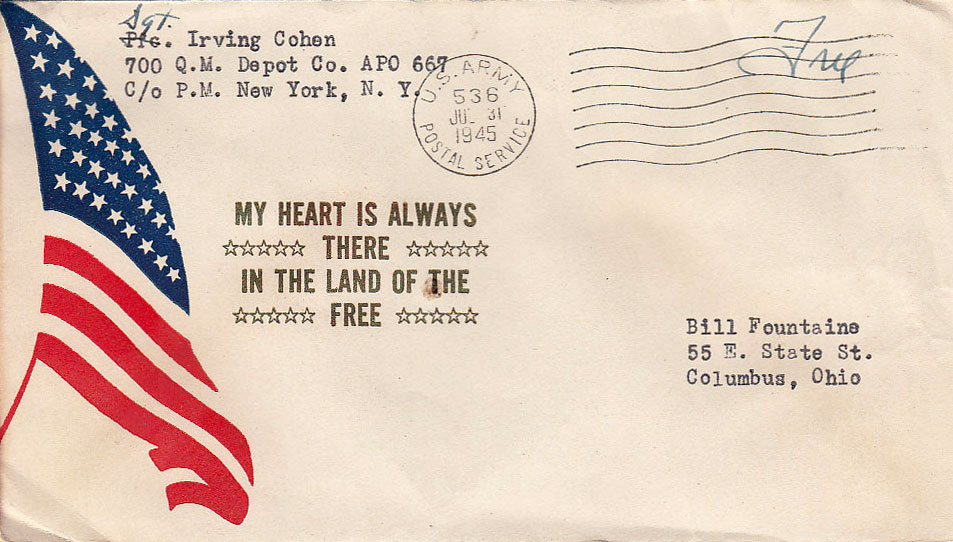 Sgt.
Pfc. Irving Cohen
700 Q.M. Depot Co. APO 667
C/o P.M. New York, N. Y.
U.S. ARMY
536
JUL 31
1945
POSTAL SERVICE
Free
MY HEART IS ALWAYS
☆☆☆☆☆ THERE ☆☆☆☆☆
IN THE LAND OF THE
☆☆☆☆☆ FREE ☆☆☆☆☆
Bill Fountaine
55 E. State St.
Columbus, Ohio